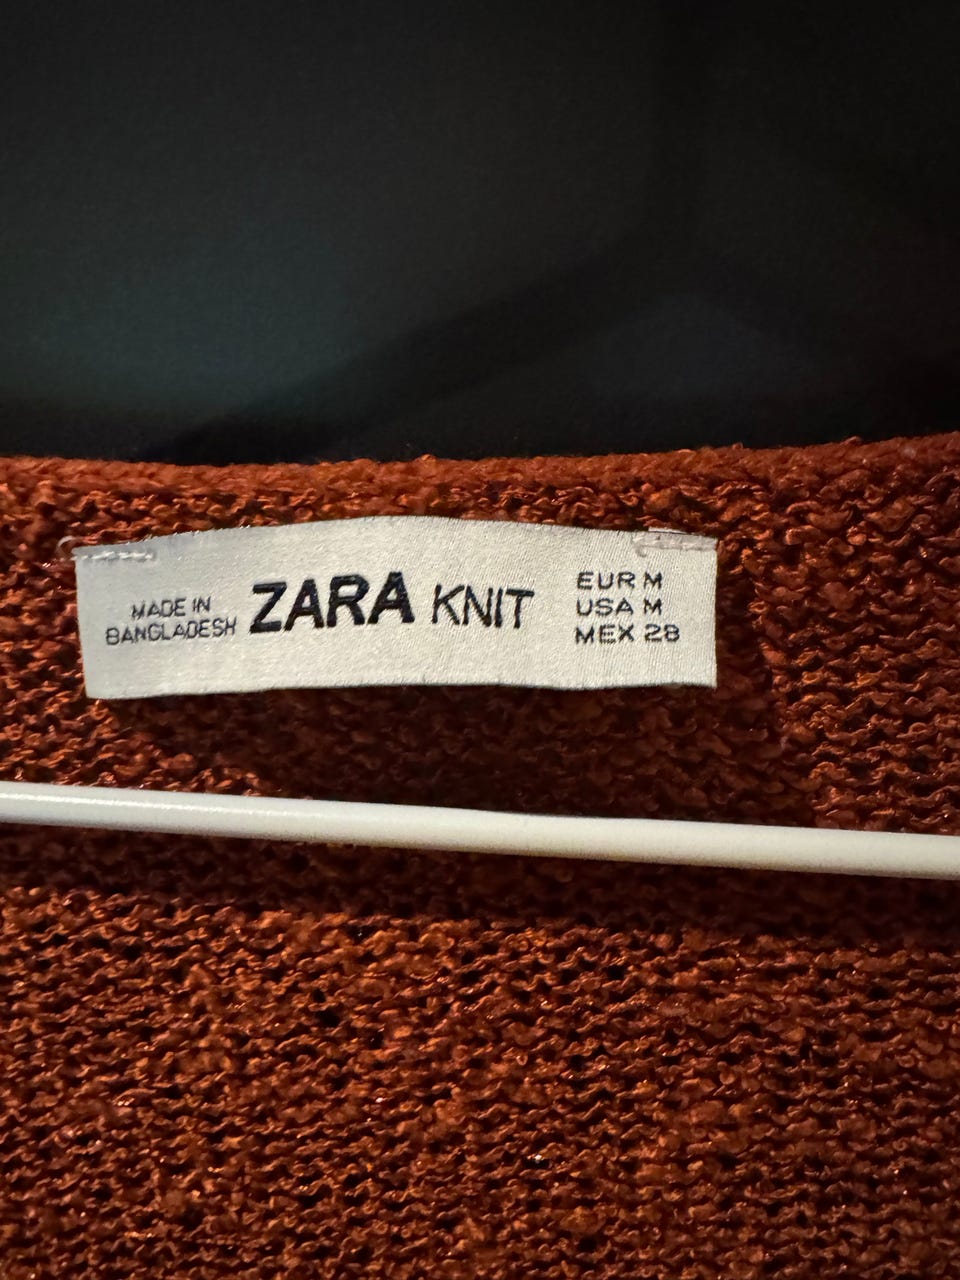 MADE IN
BANGLADESH
ZARA KNIT
EUR M
USA M
MEX 28